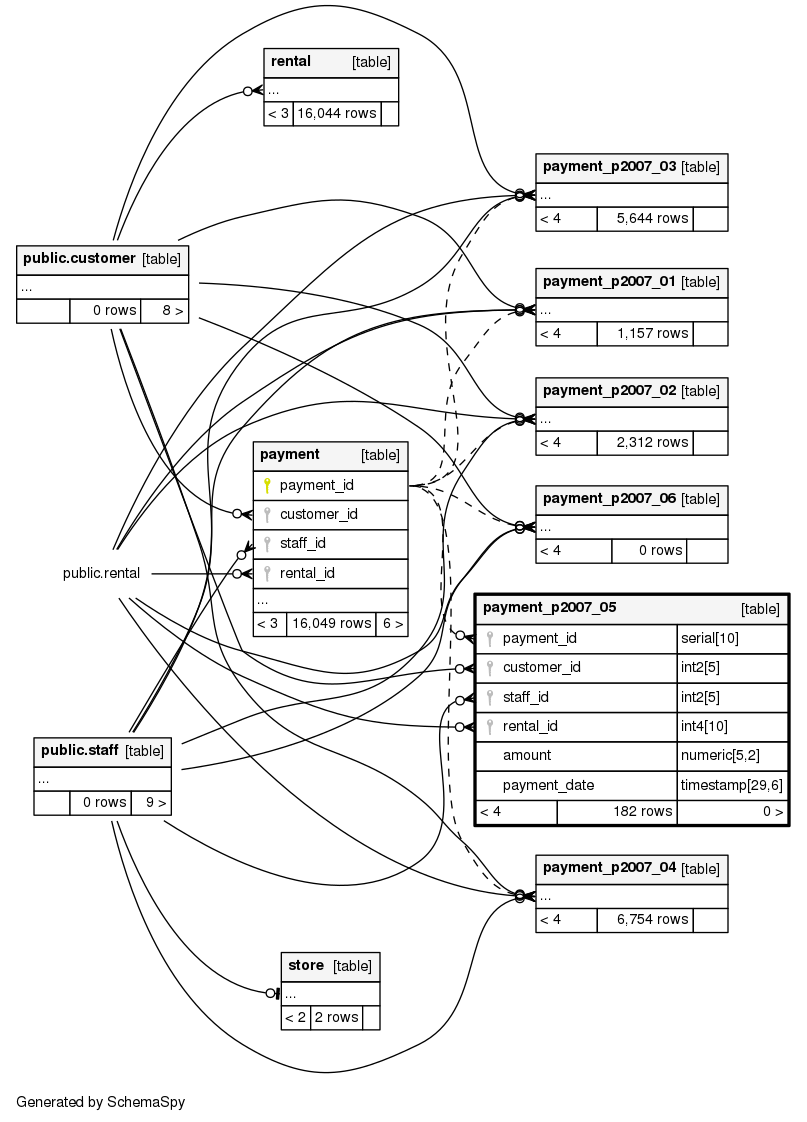 rental [table]
...
< 3 16,044 rows
payment_p2007_03 [table]
...
< 4 5,644 rows
public.customer [table]
...
0 rows 8 >
payment_p2007_01 [table]
...
< 4 1,157 rows
payment_p2007_02 [table]
...
< 4 2,312 rows
payment [table]
payment_id
customer_id
staff_id
rental_id
...
< 3 16,049 rows 6 >
payment_p2007_06 [table]
...
< 4 0 rows
public.rental
payment_p2007_05 [table]
payment_id serial[10]
customer_id int2[5]
staff_id int2[5]
rental_id int4[10]
amount numeric[5,2]
payment_date timestamp[29,6]
< 4 182 rows 0 >
public.staff [table]
...
0 rows 9 >
payment_p2007_04 [table]
...
< 4 6,754 rows
store [table]
...
< 2 2 rows
Generated by SchemaSpy